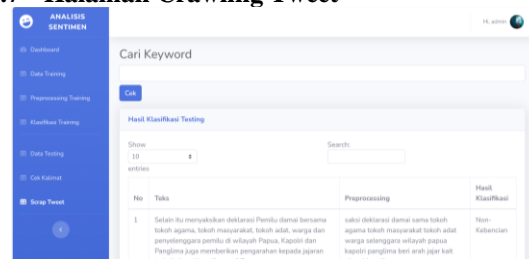 Halaman Crawling Tweet
ANALISIS
SENTIMEN
Hi, admin
Dashboard
Data Training
Preprocessing Training
Klasifikasi Training
Data Testing
Cek Kalimat
Scrap Tweet
Cari Keyword
Cek
Hasil Klasifikasi Testing
Show
10
entries
Search:
No Teks Preprocessing Hasil Klasifikasi
1 Selain itu menyaksikan deklarasi Pemilu damai bersama saksi deklarasi damai sama tokoh Non-
tokoh agama, tokoh masyarakat, tokoh adat, warga dan agama tokoh masyarakat tokoh adat Kebencian
penyelenggara pemilu di wilayah Papua, Kapolri dan warga selenggara wilayah papua
Panglima juga memberikan pengarahan kepada jajaran kapolri panglima beri arah jajar kait